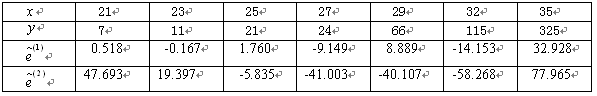 x 21 23 25 27 29 32 35
y 7 11 21 24 66 115 325
ẽ⁽¹⁾ 0.518 -0.167 1.760 -9.149 8.889 -14.153 32.928
ẽ⁽²⁾ 47.693 19.397 -5.835 -41.003 -40.107 -58.268 77.965